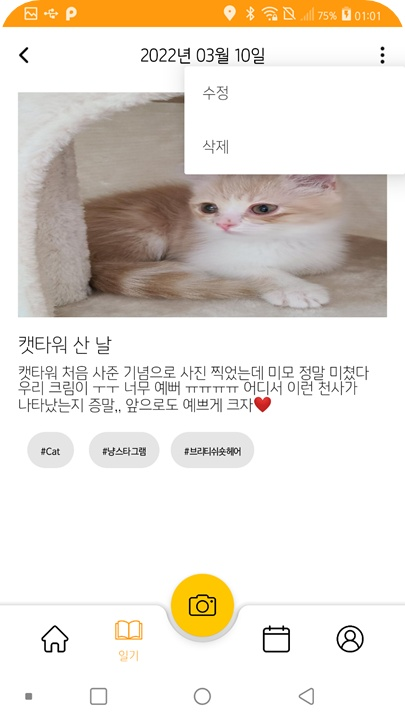 75% 01:01
2022년 03월 10일
수정
삭제
캣타워 산 날
캣타워 처음 사준 기념으로 사진 찍었는데 미모 정말 미쳤다
우리 크림이 ㅜㅜ 너무 예뻐 ㅠㅠㅠㅠ 어디서 이런 천사가
나타났는지 증말,, 앞으로도 예쁘게 크자❤️
#Cat #냥스타그램 #브리티쉬숏헤어
일기